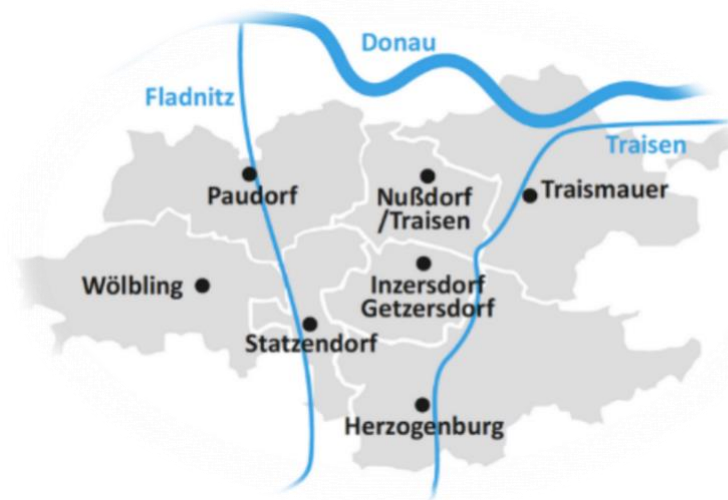 Donau
Fladnitz
Traisen
Paudorf
Nußdorf
/Traisen
Traismauer
Wölbling
Inzersdorf
Getzersdorf
Statzendorf
Herzogenburg